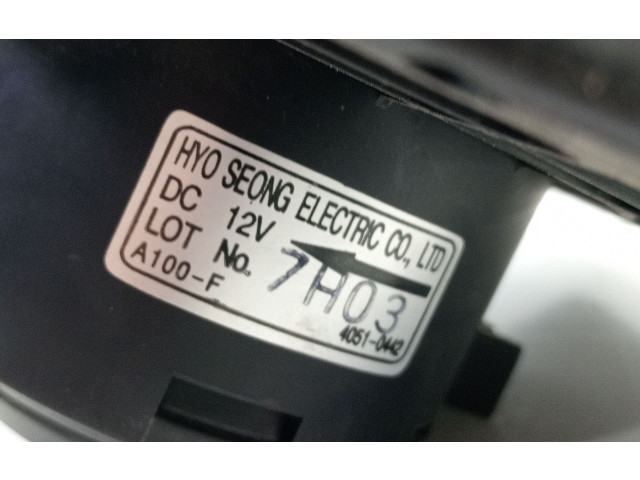 HYO SEONG ELECTRIC CO., LTD
DC 12V
LOT No. 7H03
A100-F 4051-0442